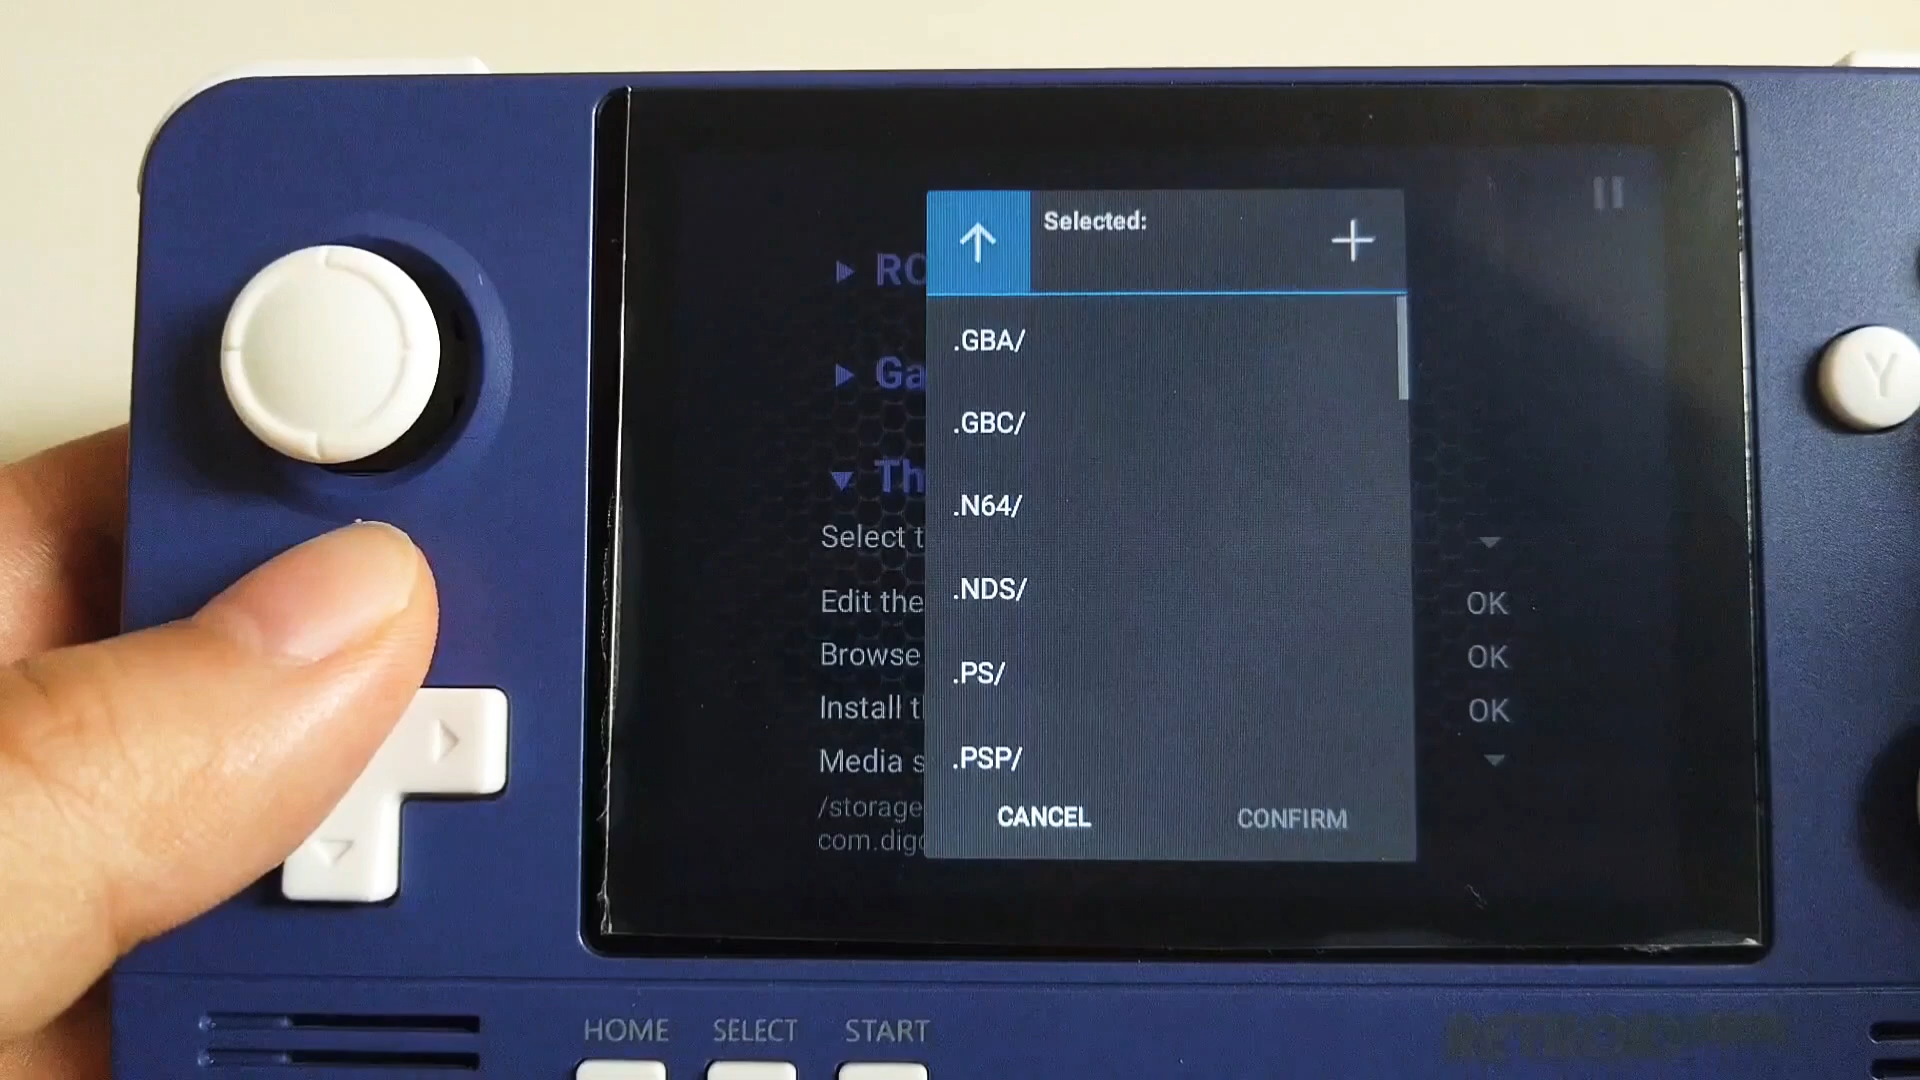 Selected:
RO
.GBA/
Ga
.GBC/
Th
.N64/
Select t
.NDS/
Edit the
OK
Browse
OK
.PS/
Install t
OK
Media s
.PSP/
/storage
CANCEL
CONFIRM
com.digd
Y
HOME SELECT START